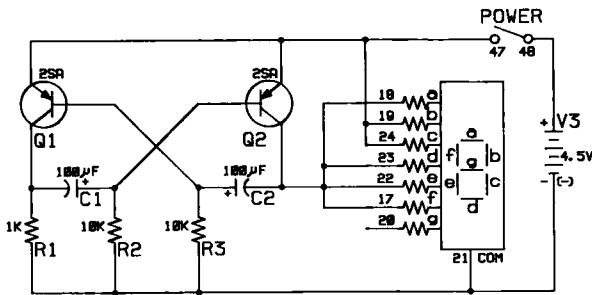 POWER
47 48
2SA 2SA
Q1 Q2
+ V3
4.5V
- (-)
18 a
19 b
24 c
23 d
22 e
17 f
20 g
a
f b
g
e c
d
100µF 100µF
+ C1 + C2
1K R1
10K R2
10K R3
21 COM